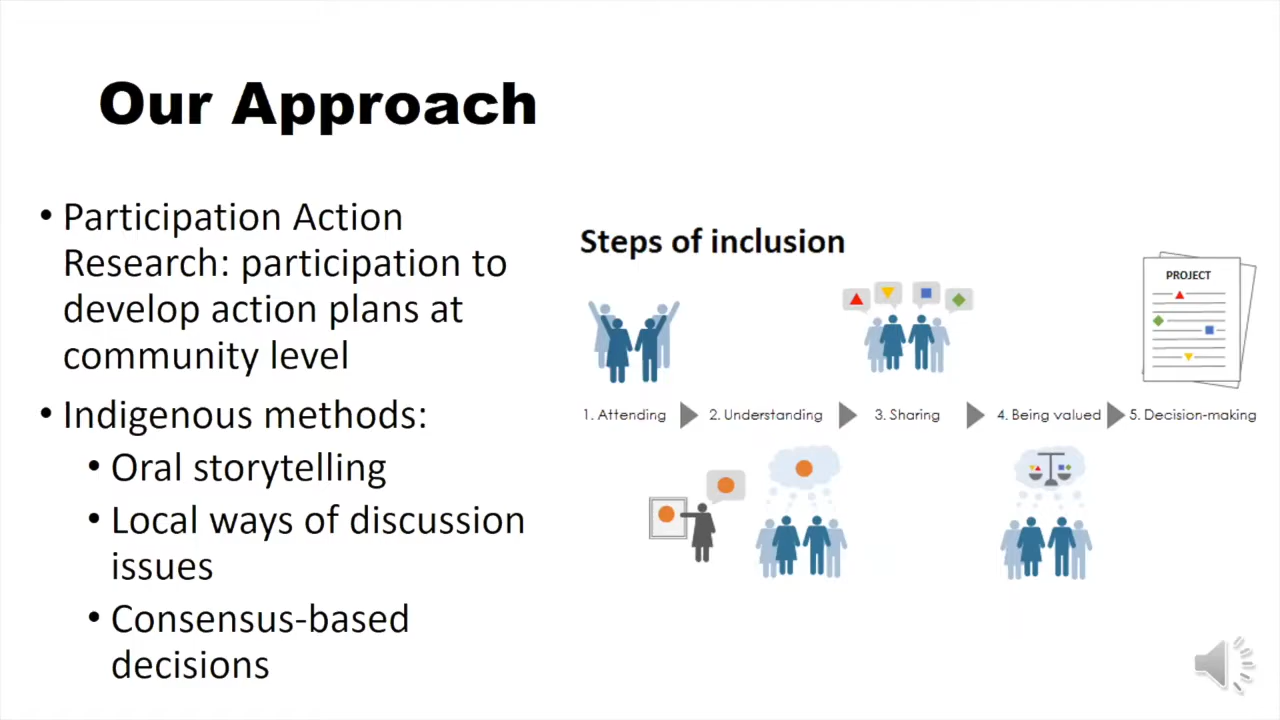 Our Approach
• Participation Action
Research: participation to
develop action plans at
community level
• Indigenous methods:
• Oral storytelling
• Local ways of discussion
issues
• Consensus-based
decisions
Steps of inclusion
PROJECT
1. Attending
2. Understanding
3. Sharing
4. Being valued
5. Decision-making